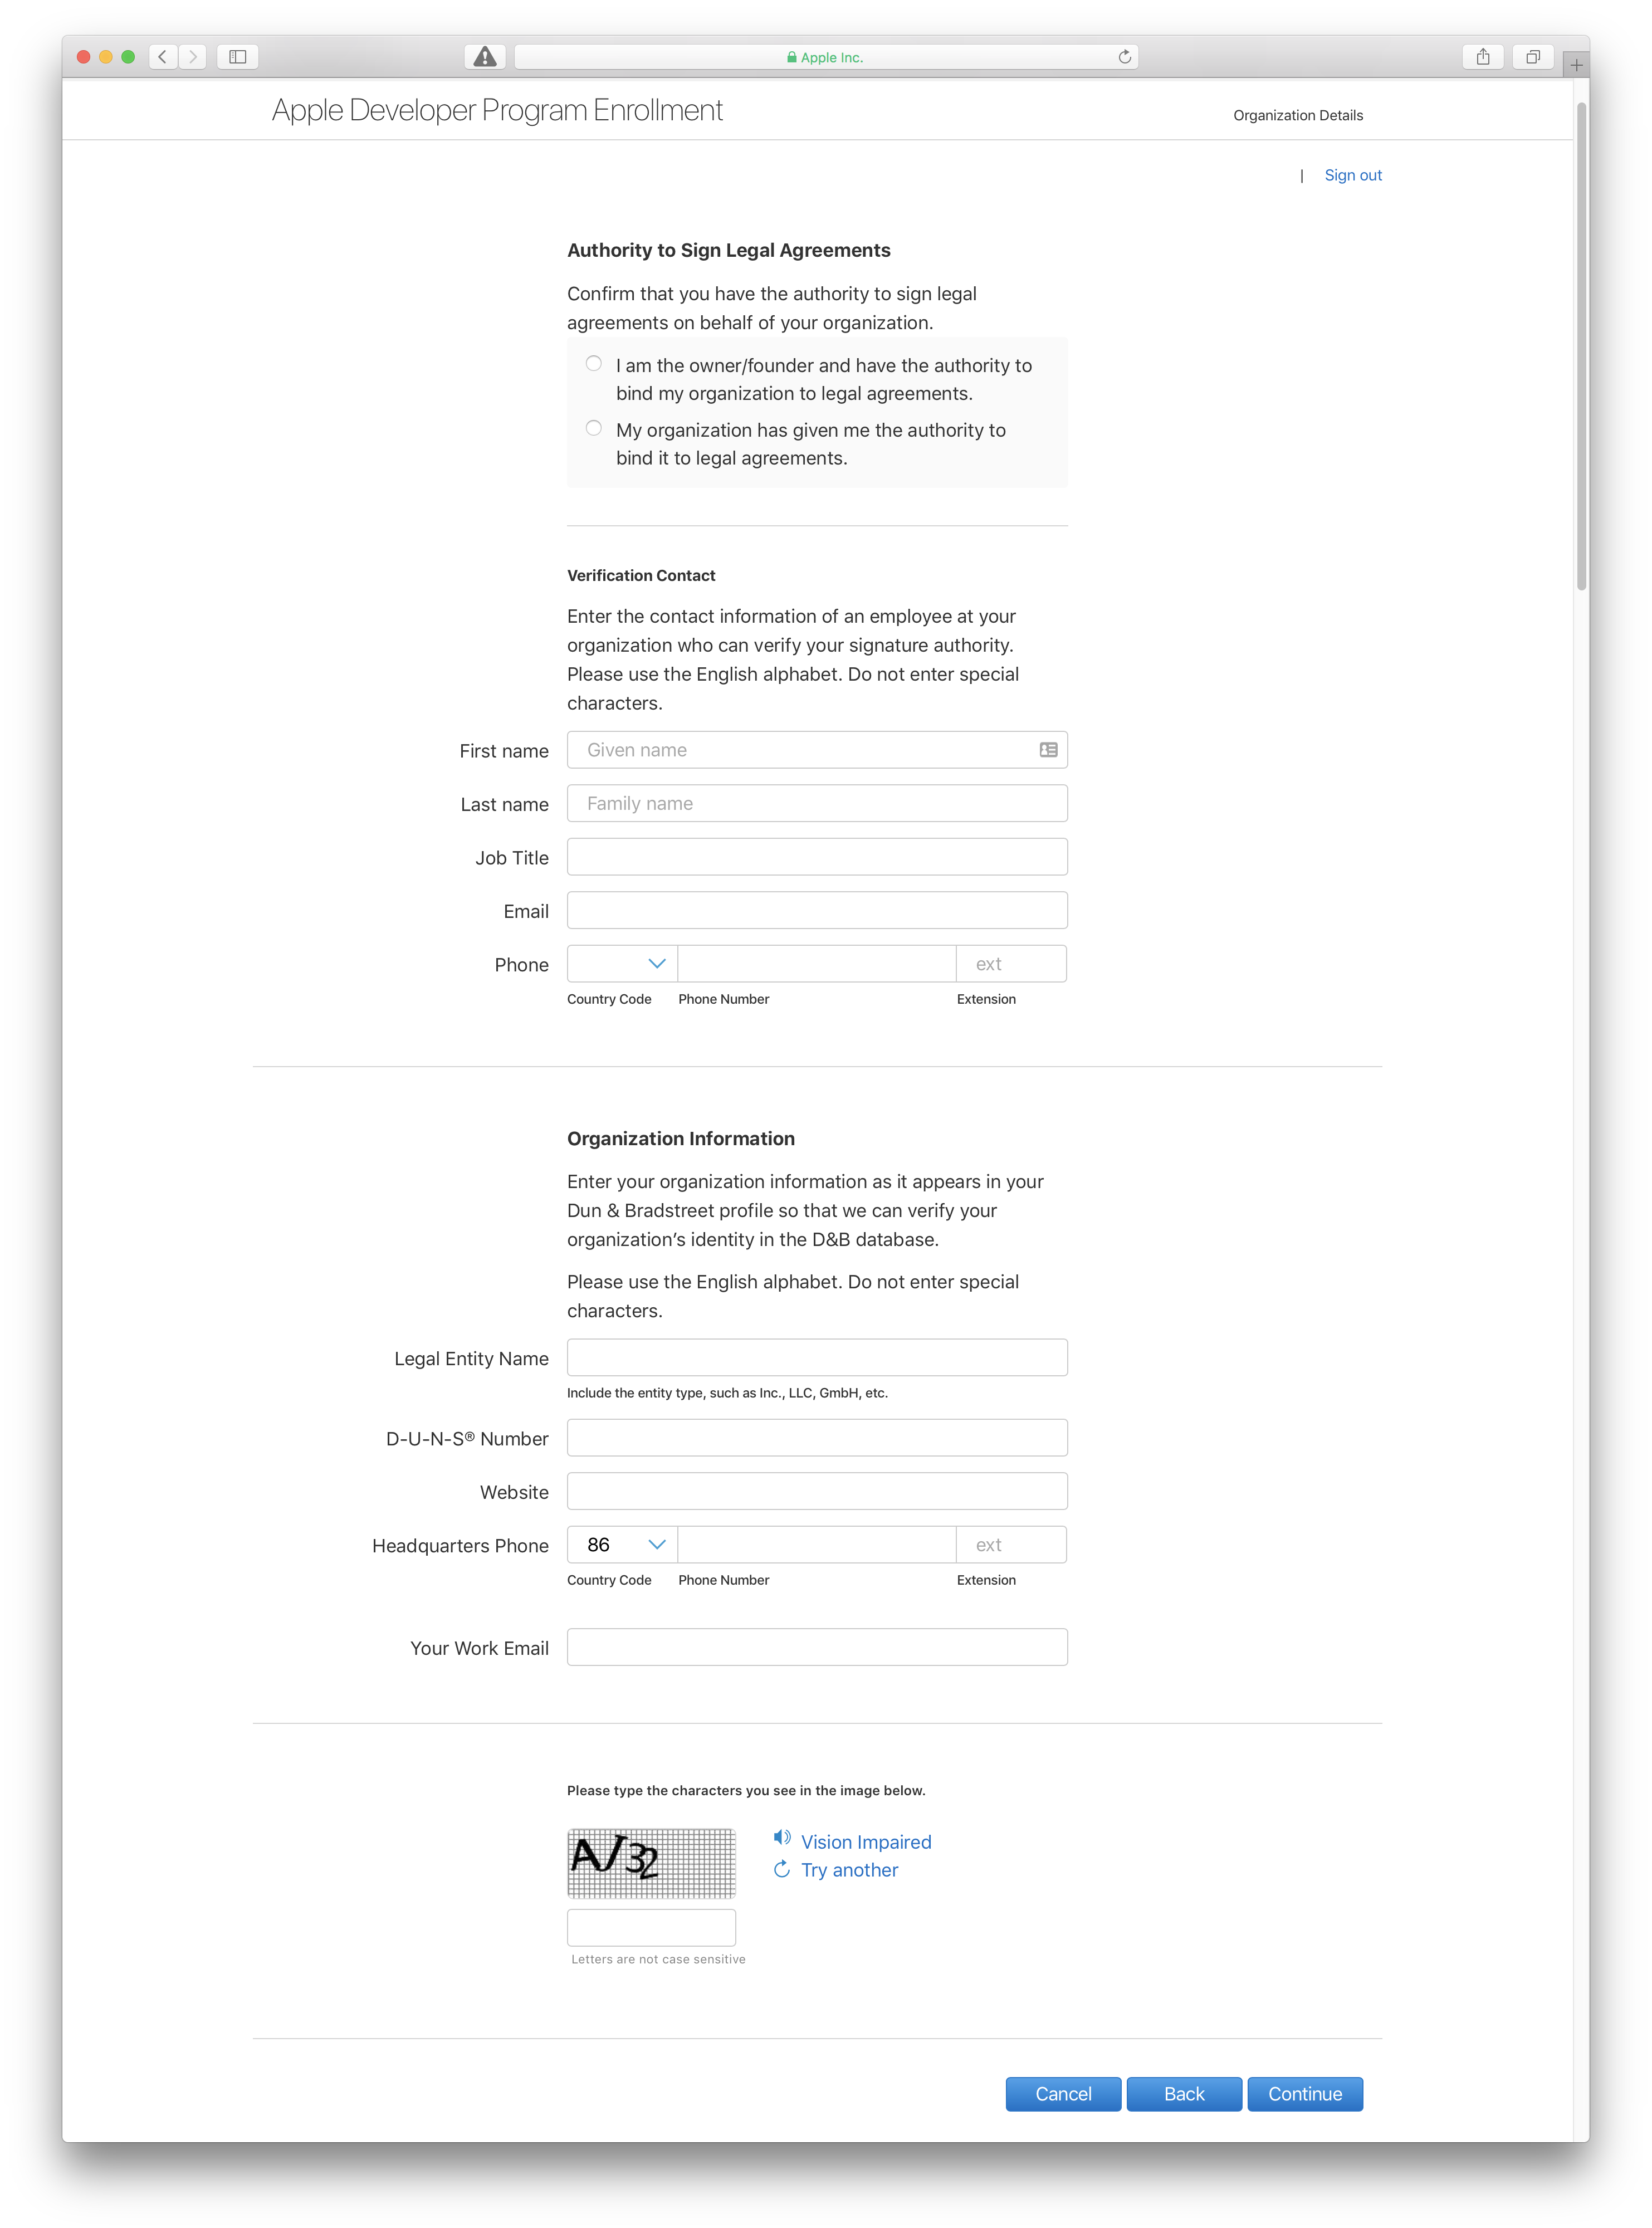 Apple Inc.
Apple Developer Program Enrollment
Organization Details
| Sign out
Authority to Sign Legal Agreements
Confirm that you have the authority to sign legal
agreements on behalf of your organization.
I am the owner/founder and have the authority to
bind my organization to legal agreements.
My organization has given me the authority to
bind it to legal agreements.
Verification Contact
Enter the contact information of an employee at your
organization who can verify your signature authority.
Please use the English alphabet. Do not enter special
characters.
First name Given name
Last name Family name
Job Title
Email
Phone ext
Country Code Phone Number Extension
Organization Information
Enter your organization information as it appears in your
Dun & Bradstreet profile so that we can verify your
organization's identity in the D&B database.
Please use the English alphabet. Do not enter special
characters.
Legal Entity Name
Include the entity type, such as Inc., LLC, GmbH, etc.
D-U-N-S® Number
Website
Headquarters Phone 86 ext
Country Code Phone Number Extension
Your Work Email
Please type the characters you see in the image below.
AJ32
Vision Impaired
Try another
Letters are not case sensitive
Cancel Back Continue